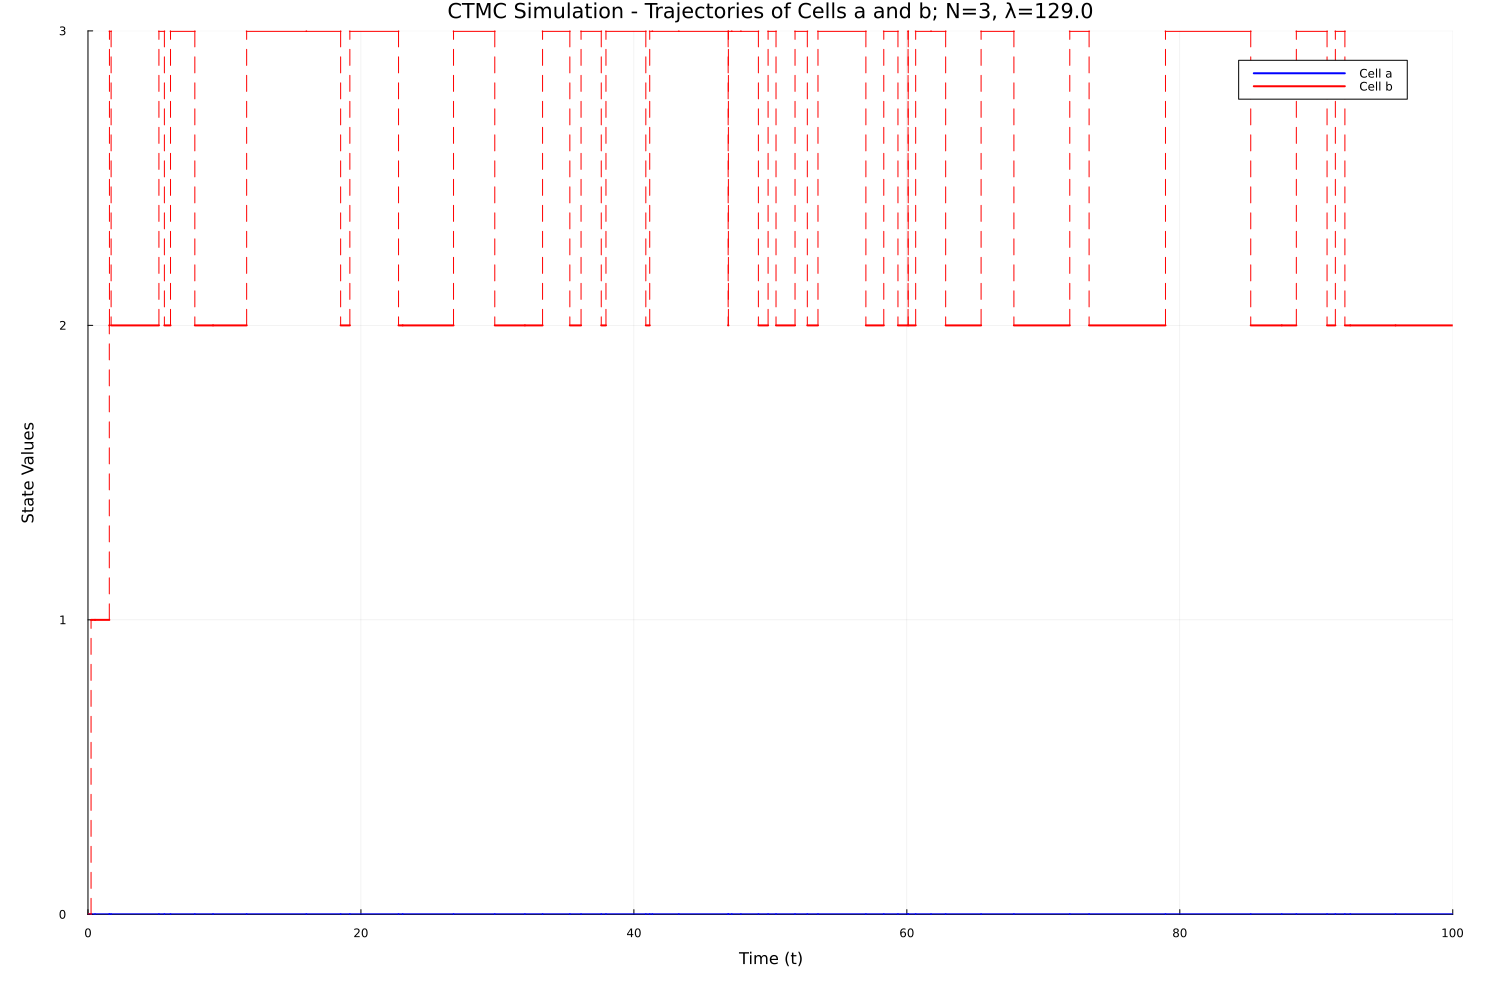 CTMC Simulation - Trajectories of Cells a and b; N=3, λ=129.0
3
Cell a
Cell b
2
State Values
1
0
0 20 40 60 80 100
Time (t)